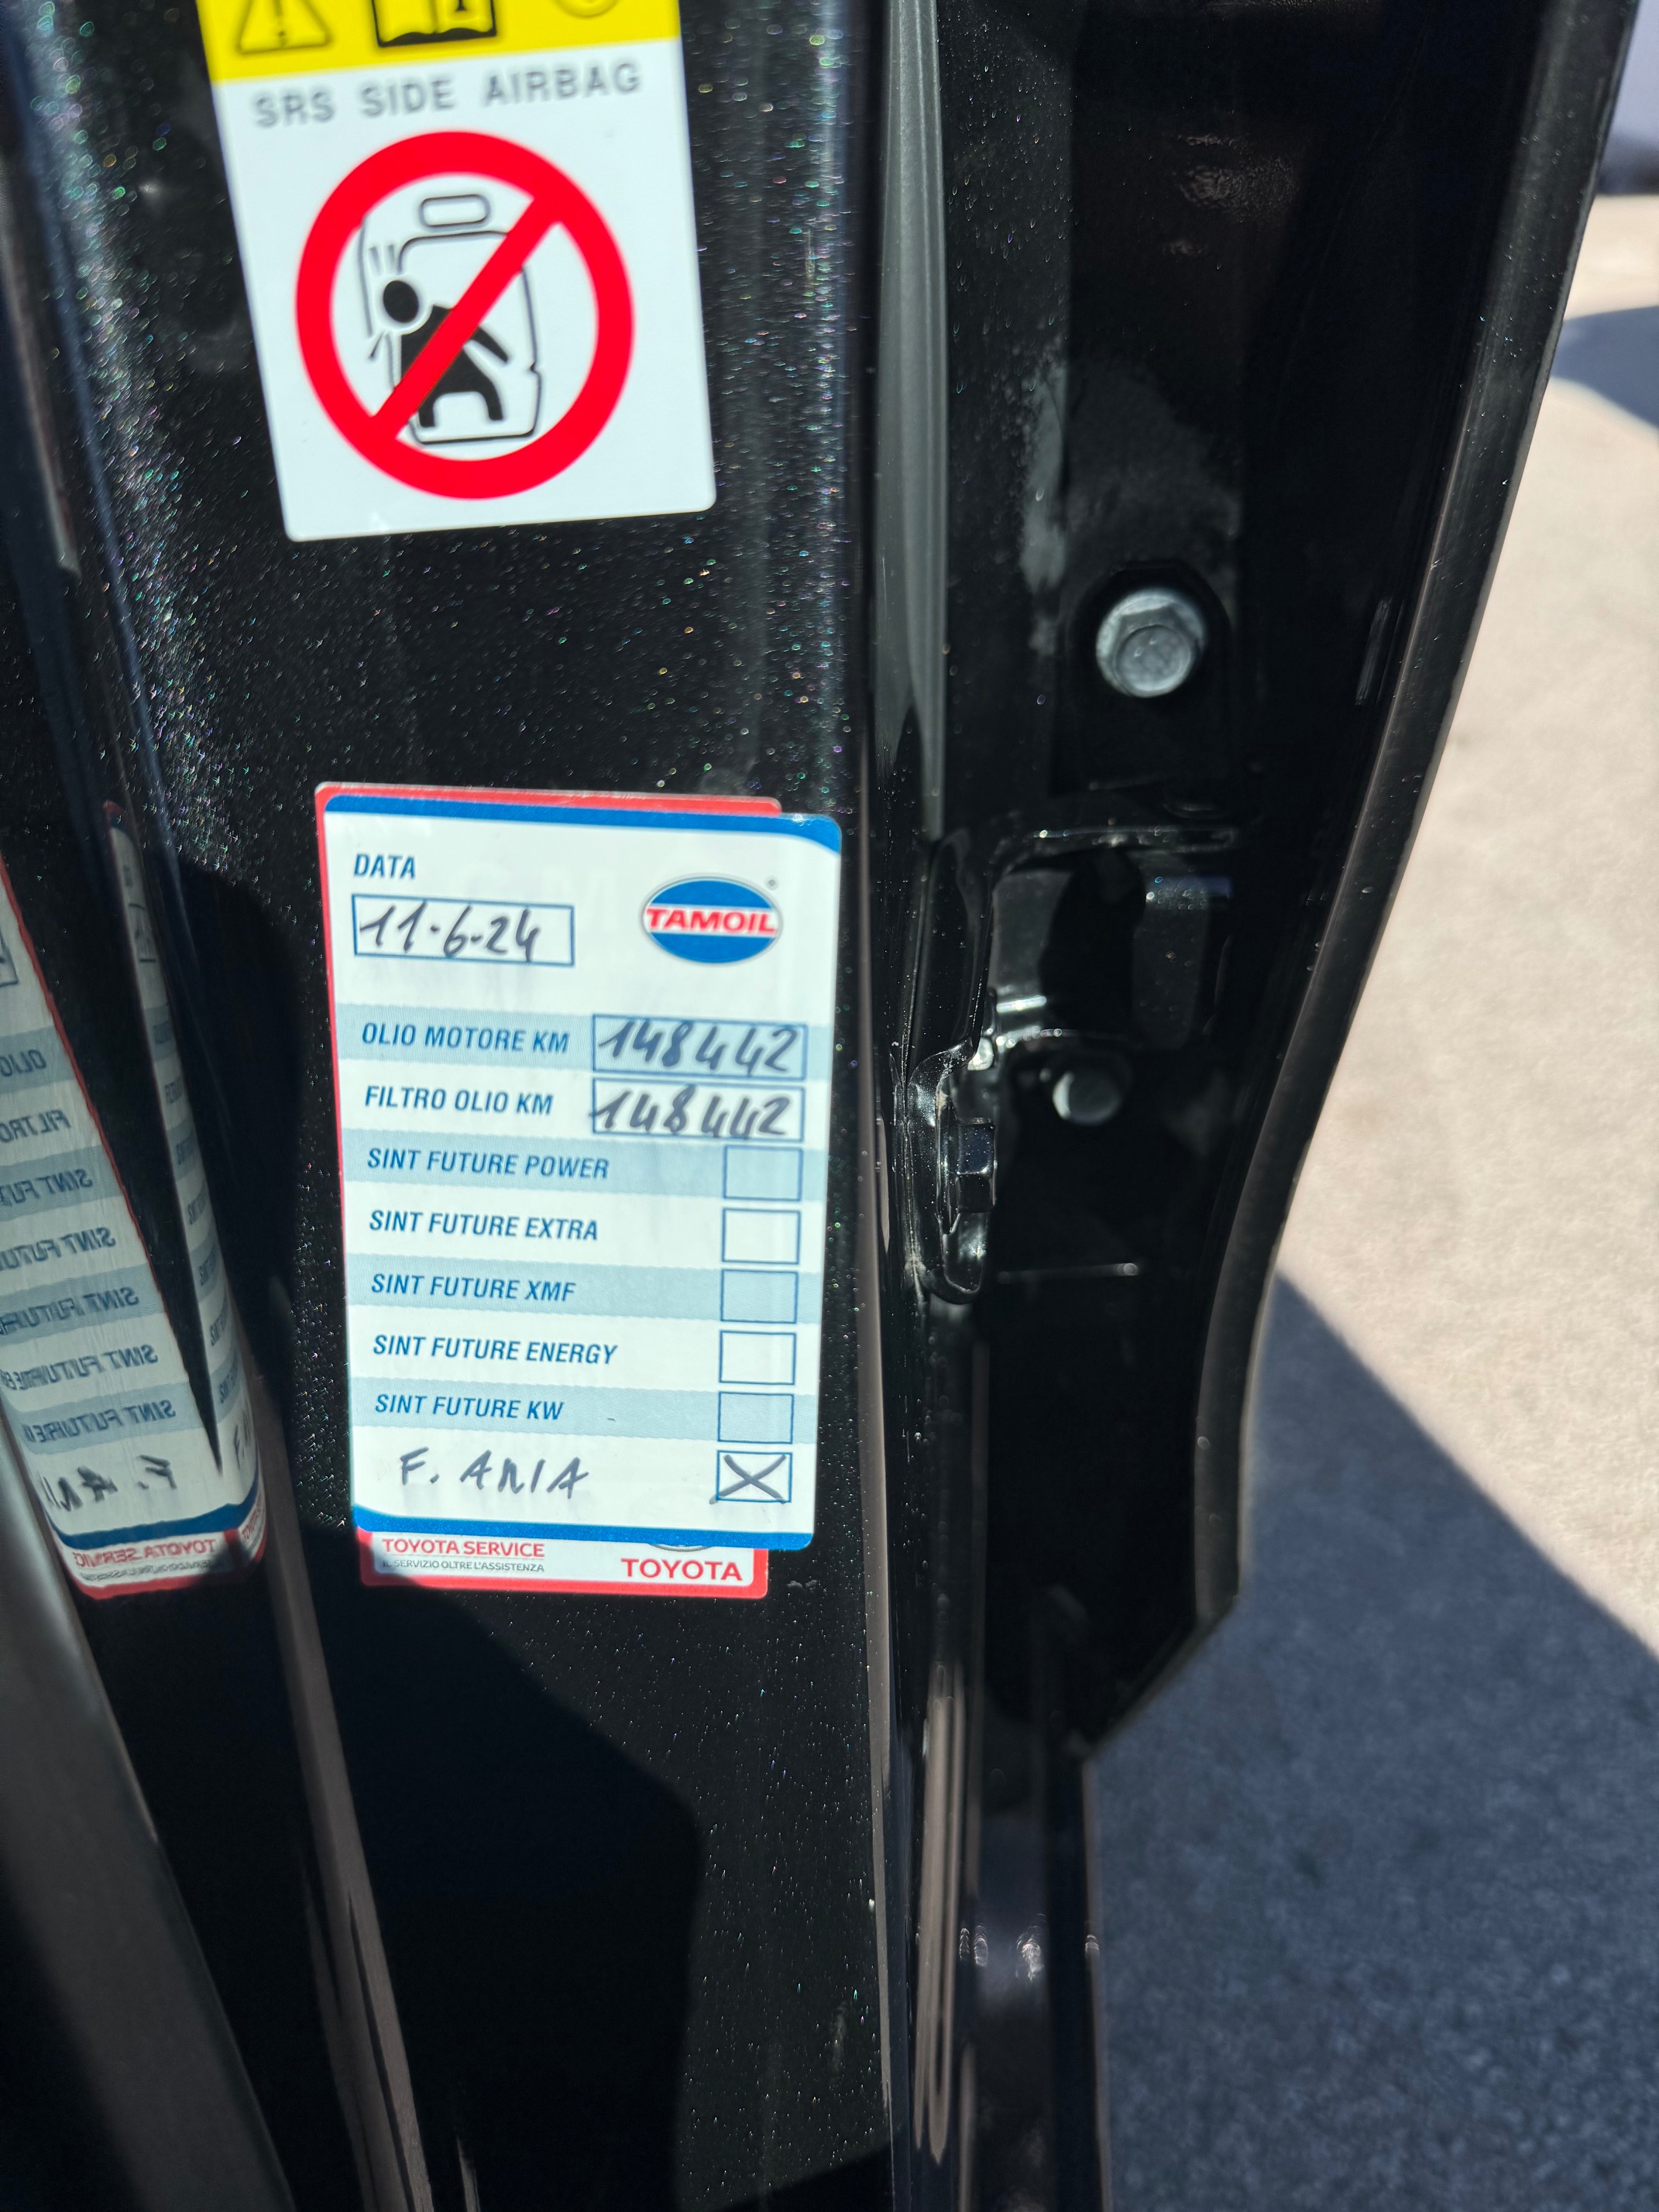 SRS SIDE AIRBAG
DATA
11-6-24
TAMOIL
OLIO MOTORE KM 148442
FILTRO OLIO KM 148442
SINT FUTURE POWER
SINT FUTURE EXTRA
SINT FUTURE XMF
SINT FUTURE ENERGY
SINT FUTURE KW
F. ARIA
TOYOTA SERVICE
IL SERVIZIO OLTRE L'ASSISTENZA
TOYOTA